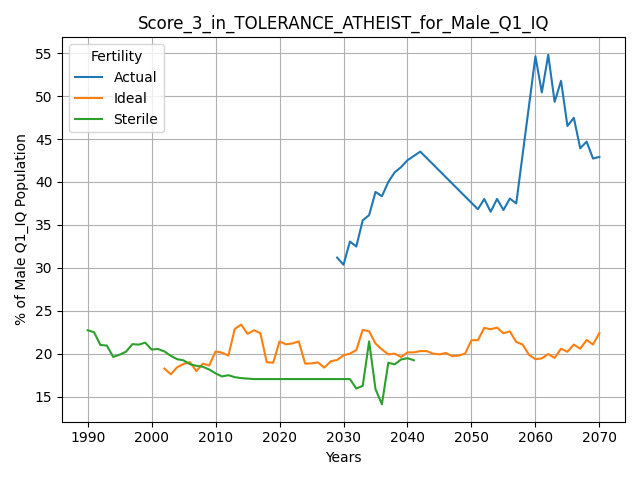 Score_3_in_TOLERANCE_ATHEIST_for_Male_Q1_IQ
Fertility
Actual
Ideal
Sterile
% of Male Q1_IQ Population
55
50
45
40
35
30
25
20
15
1990 2000 2010 2020 2030 2040 2050 2060 2070
Years